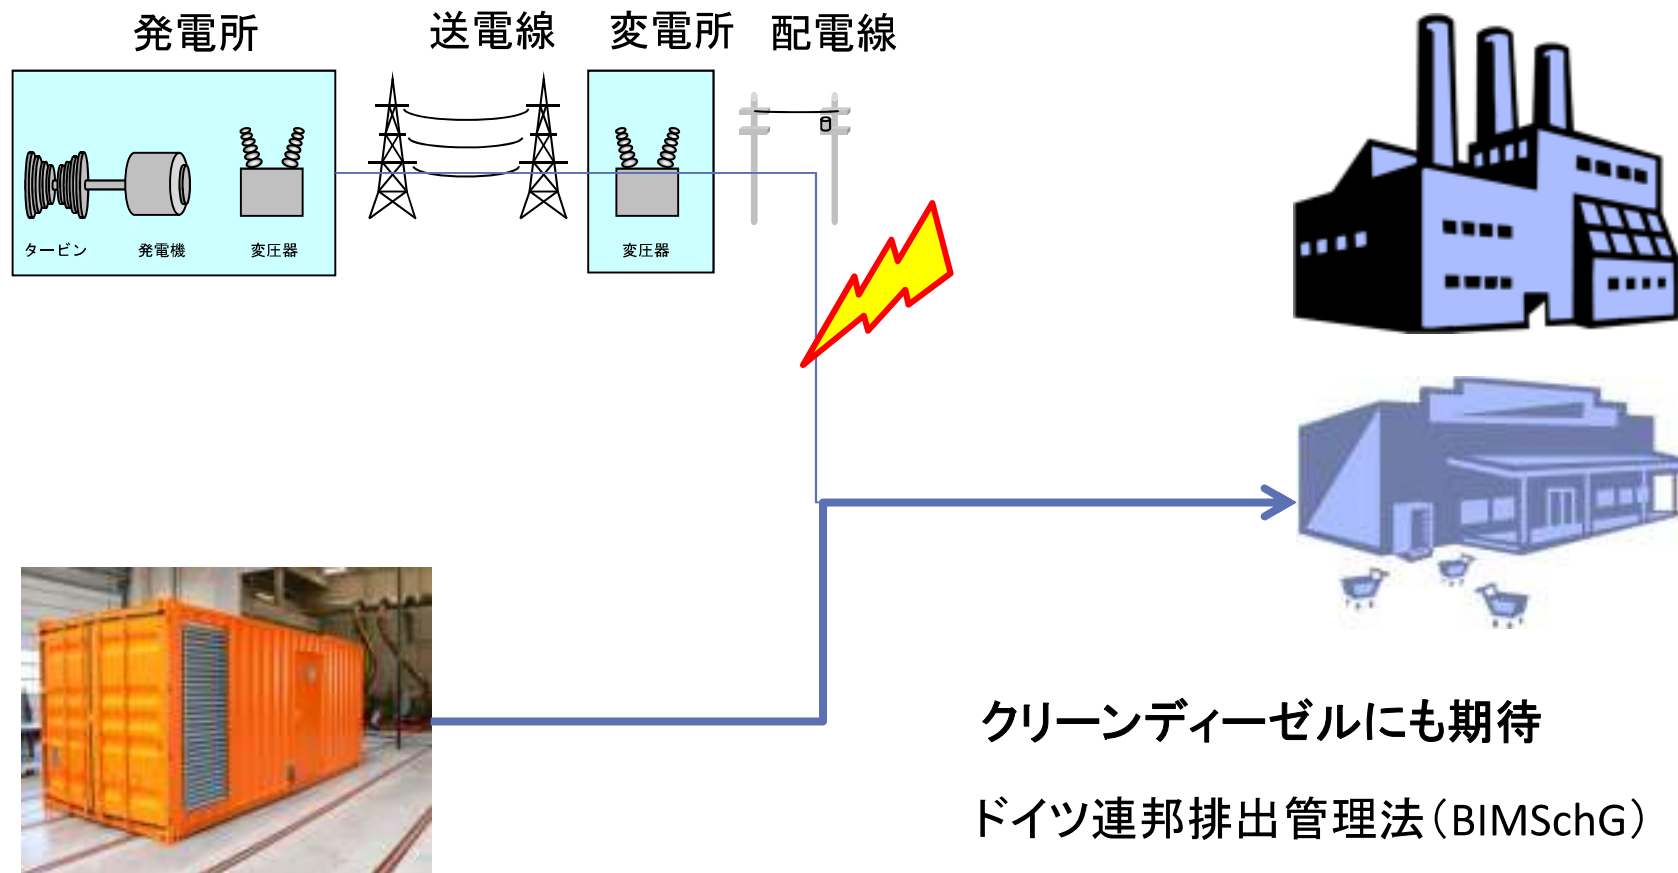 発電所
送電線
変電所
配電線
タービン
発電機
変圧器
変圧器
クリーンディーゼルにも期待
ドイツ連邦排出管理法（BIMSchG）